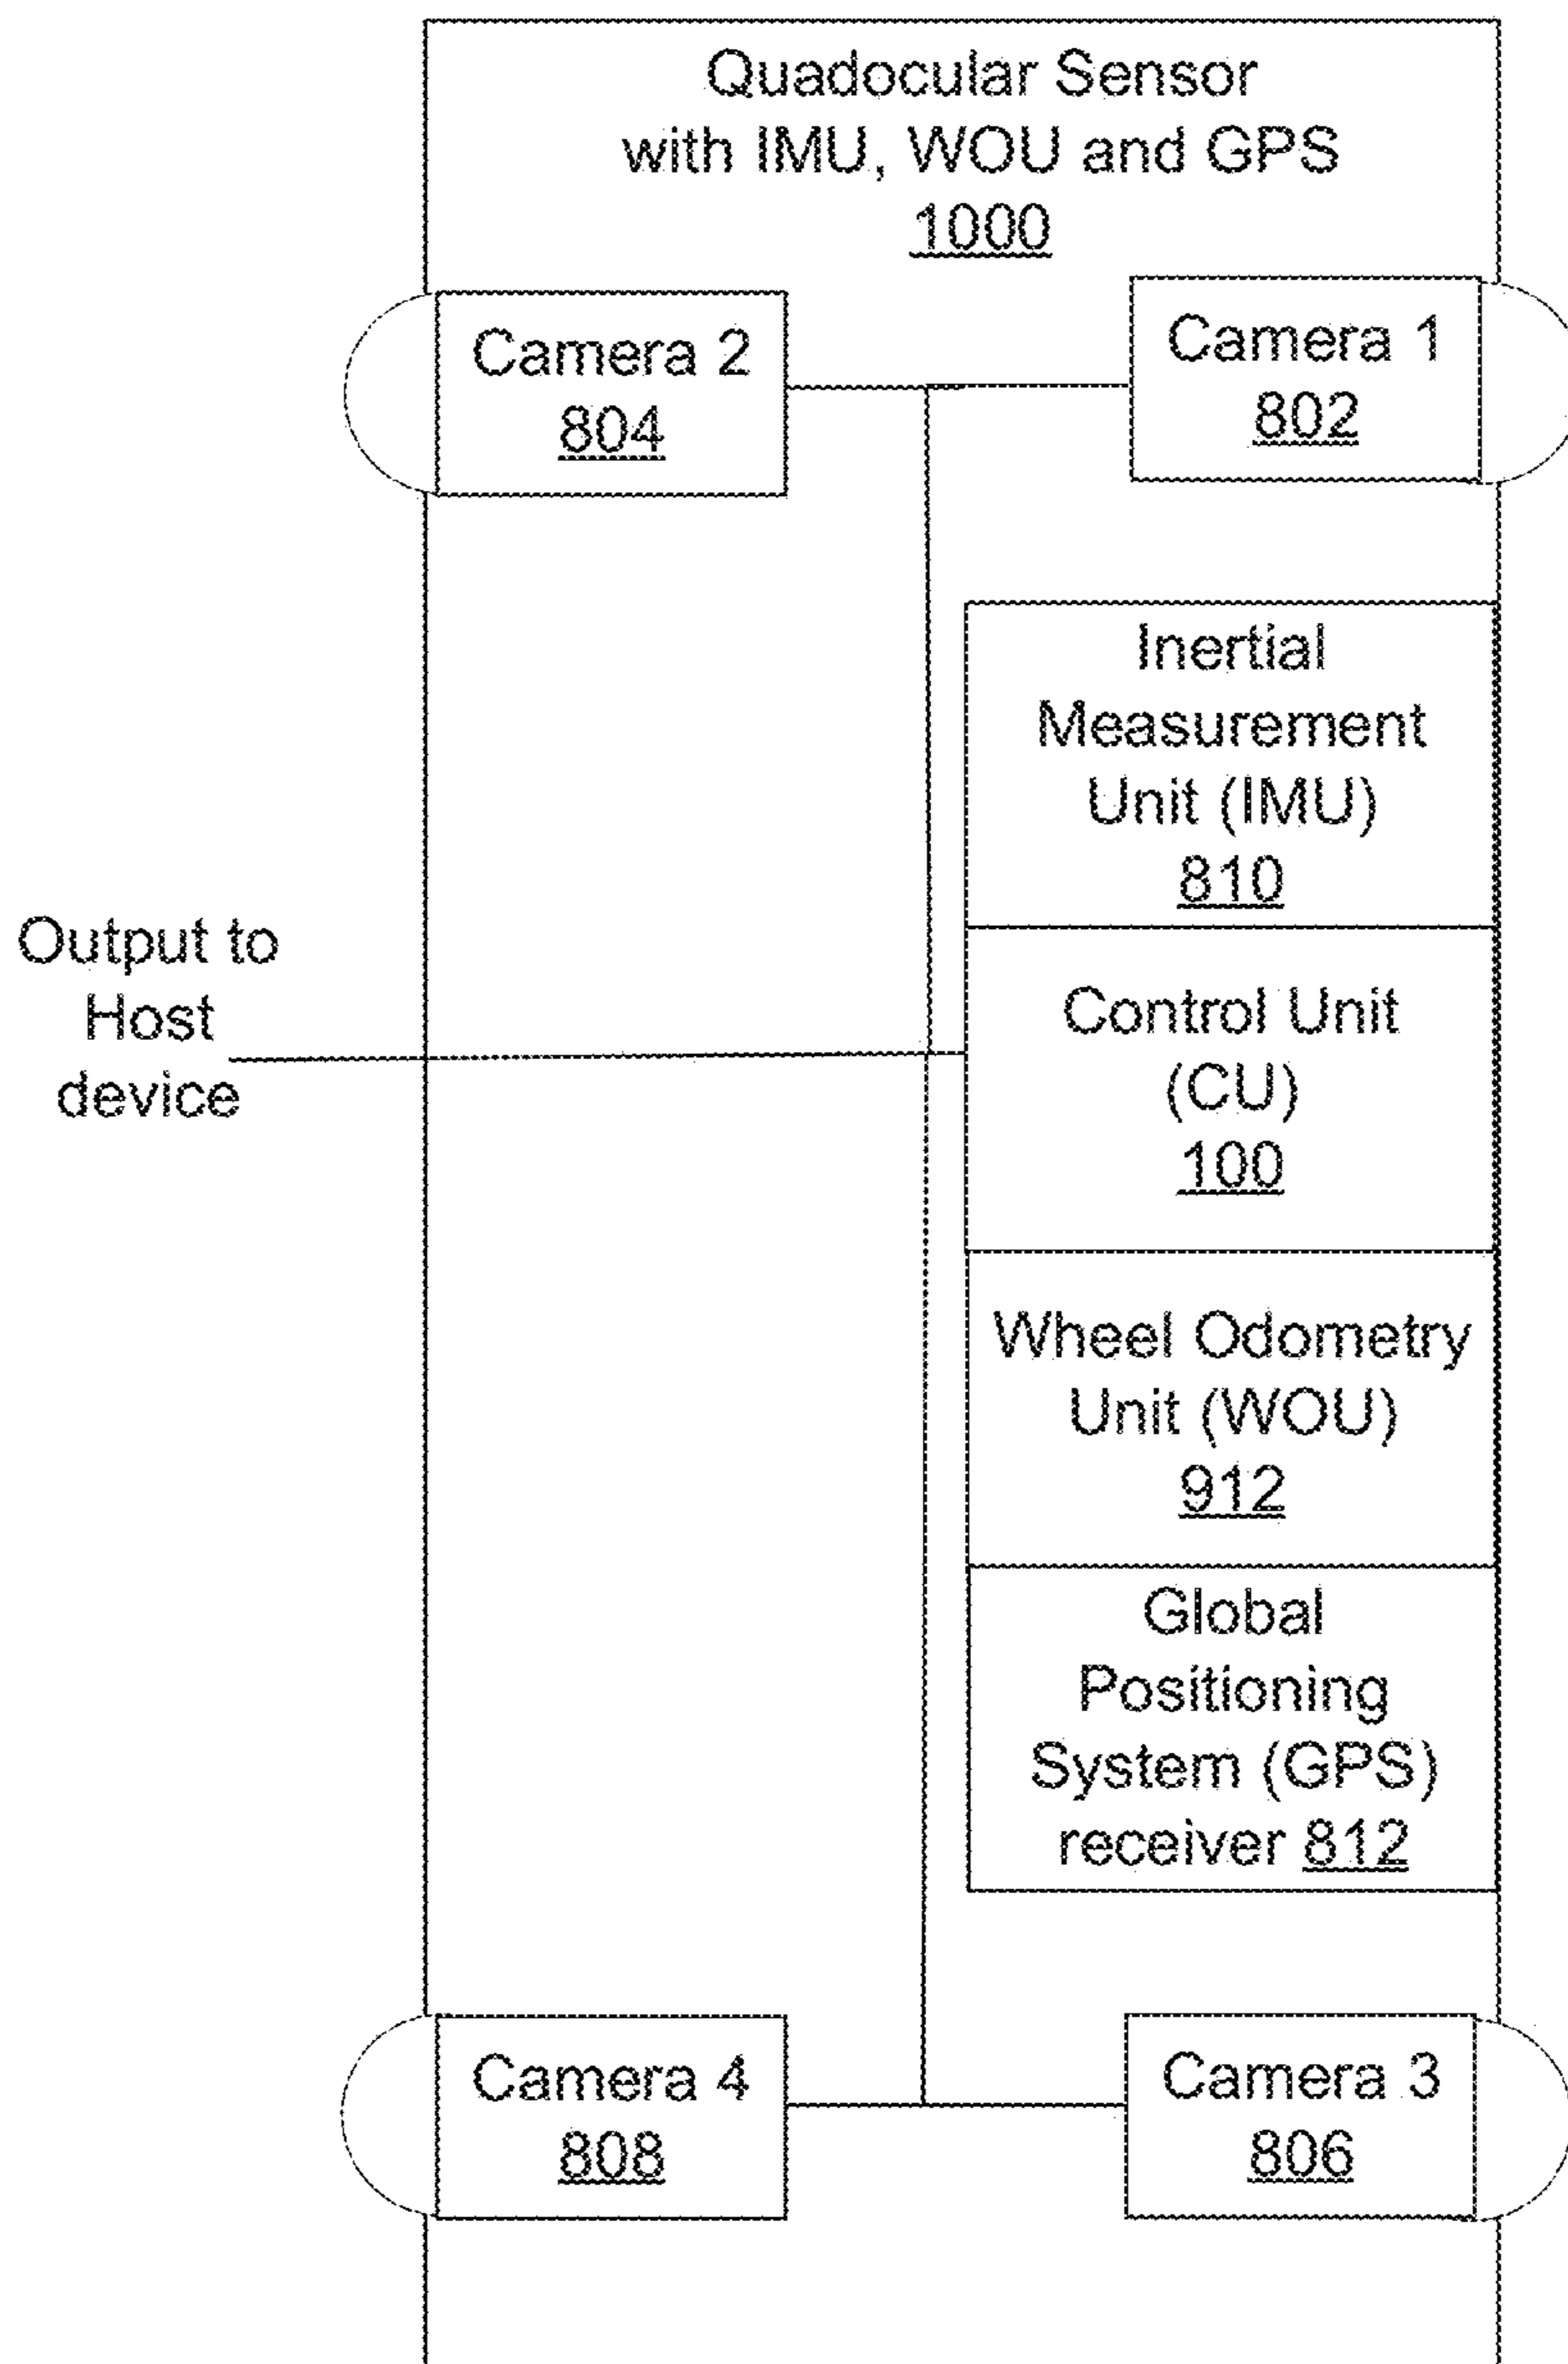 Quadocular Sensor
with IMU, WOU and GPS
1000
Camera 2
804
Camera 1
802
Inertial
Measurement
Unit (IMU)
810
Output to
Host
device
Control Unit
(CU)
100
Wheel Odometry
Unit (WOU)
912
Global
Positioning
System (GPS)
receiver 812
Camera 4
808
Camera 3
806